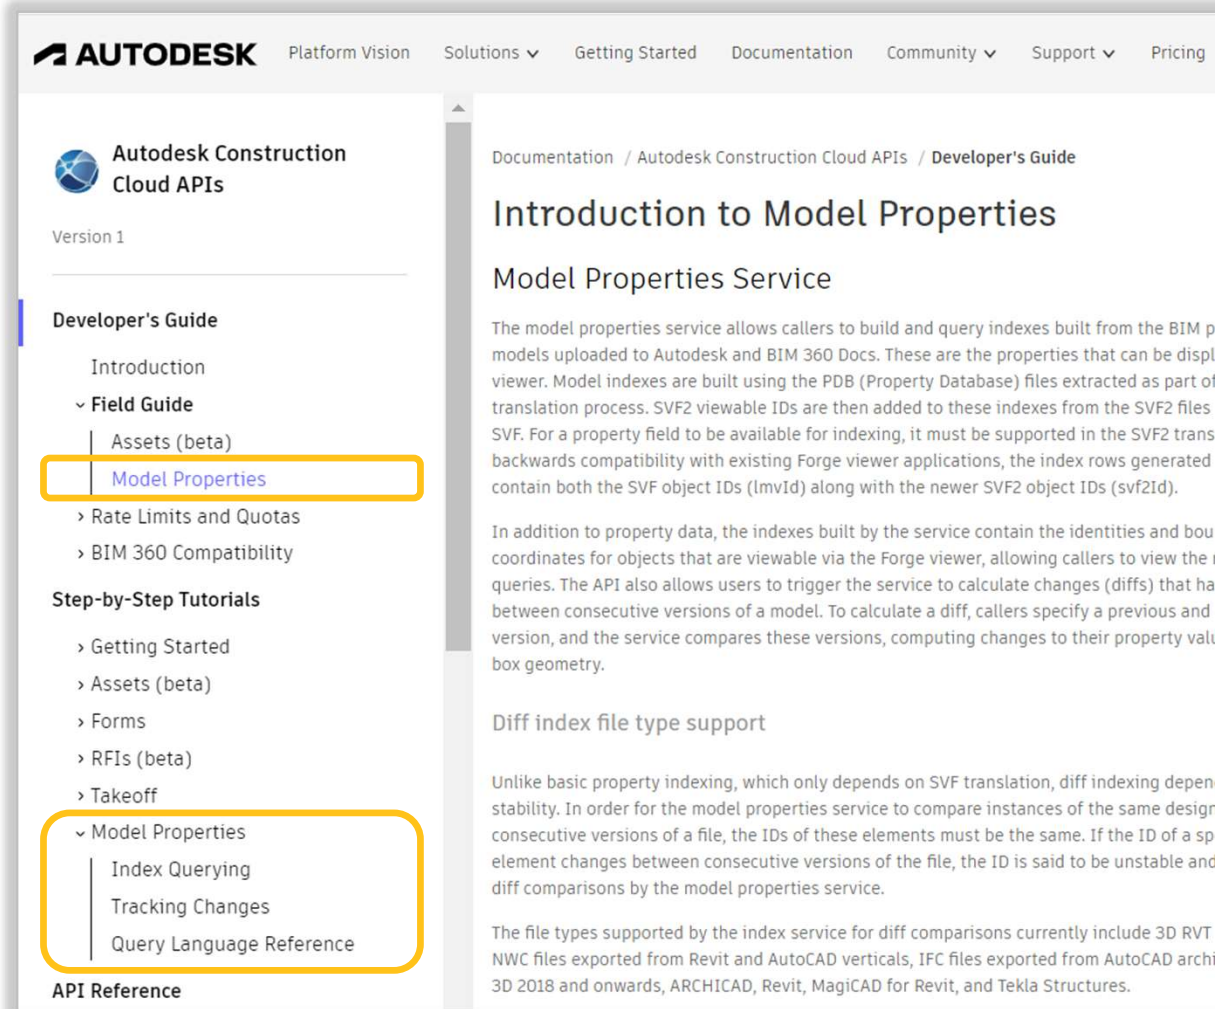 AUTODESK Platform Vision Solutions Getting Started Documentation Community Support Pricing
Autodesk Construction
Cloud APIs
Version 1
Developer's Guide
Introduction
Field Guide
Assets (beta)
Model Properties
Rate Limits and Quotas
BIM 360 Compatibility
Step-by-Step Tutorials
Getting Started
Assets (beta)
Forms
RFIs (beta)
Takeoff
Model Properties
Index Querying
Tracking Changes
Query Language Reference
API Reference
Documentation / Autodesk Construction Cloud APIs / Developer's Guide
Introduction to Model Properties
Model Properties Service
The model properties service allows callers to build and query indexes built from the BIM p
models uploaded to Autodesk and BIM 360 Docs. These are the properties that can be displ
viewer. Model indexes are built using the PDB (Property Database) files extracted as part of
translation process. SVF2 viewable IDs are then added to these indexes from the SVF2 files
SVF. For a property field to be available for indexing, it must be supported in the SVF2 trans
backwards compatibility with existing Forge viewer applications, the index rows generated
contain both the SVF object IDs (lmvId) along with the newer SVF2 object IDs (svf2Id).
In addition to property data, the indexes built by the service contain the identities and bou
coordinates for objects that are viewable via the Forge viewer, allowing callers to view the
queries. The API also allows users to trigger the service to calculate changes (diffs) that ha
between consecutive versions of a model. To calculate a diff, callers specify a previous and
version, and the service compares these versions, computing changes to their property valu
box geometry.
Diff index file type support
Unlike basic property indexing, which only depends on SVF translation, diff indexing depen
stability. In order for the model properties service to compare instances of the same design
consecutive versions of a file, the IDs of these elements must be the same. If the ID of a sp
element changes between consecutive versions of the file, the ID is said to be unstable and
diff comparisons by the model properties service.
The file types supported by the index service for diff comparisons currently include 3D RVT
NWC files exported from Revit and AutoCAD verticals, IFC files exported from AutoCAD archi
3D 2018 and onwards, ARCHICAD, Revit, MagiCAD for Revit, and Tekla Structures.